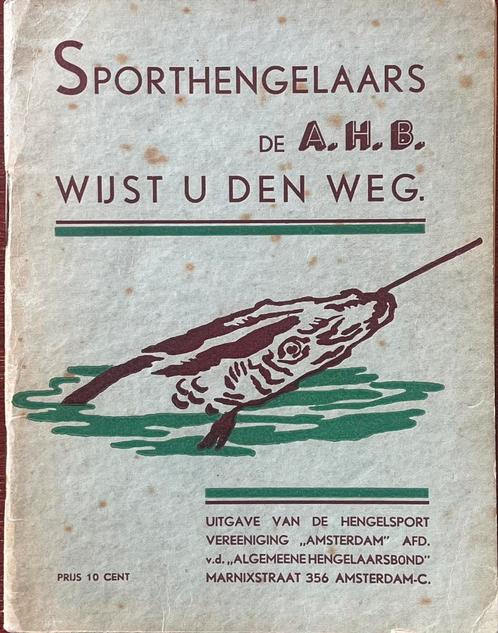 SPORTHENGELAARS
DE A.H.B.
WIJST U DEN WEG.
UITGAVE VAN DE HENGELSPORT
VEREENIGING „AMSTERDAM" AFD.
v.d. „ALGEMEENE HENGELAARSBOND"
PRIJS 10 CENT
MARNIXSTRAAT 356 AMSTERDAM-C.